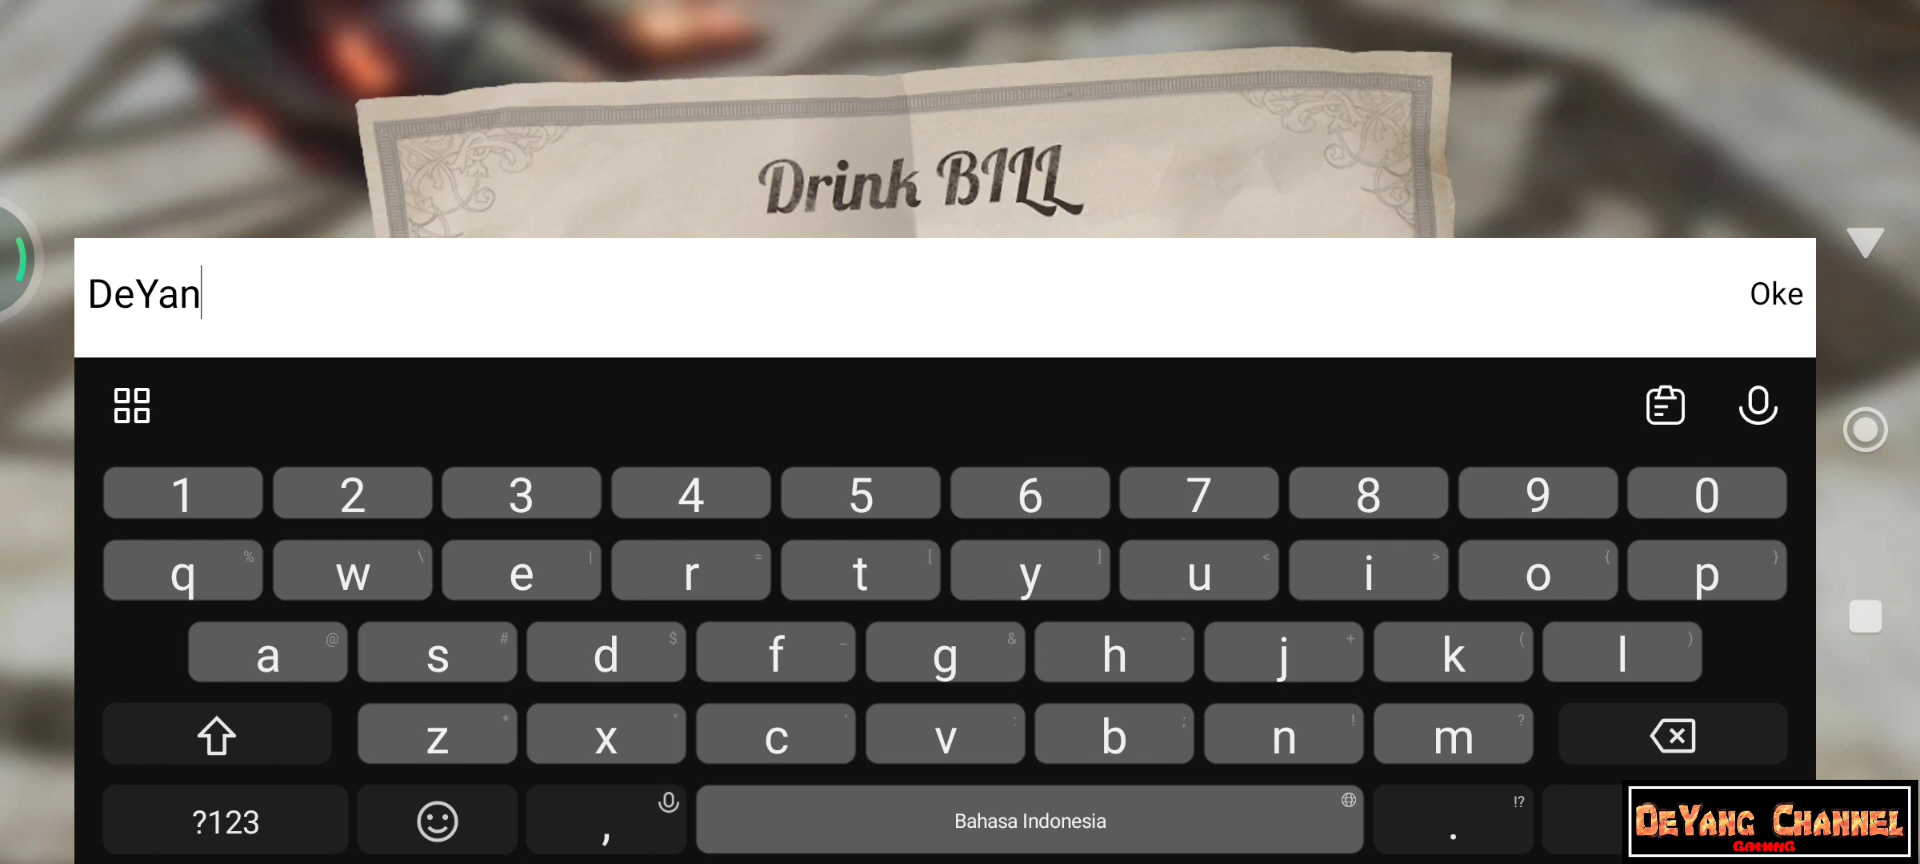 Drink BILL
DeYan
Oke
1 2 3 4 5 6 7 8 9 0
q % w \ e | r = t [ y ] u < i > o { p }
a @ s # d $ f _ g & h - j + k ( l )
z * x " c ' v : b ; n ! m ?
?123 , Bahasa Indonesia . !?
DeYang Channel
GAMING